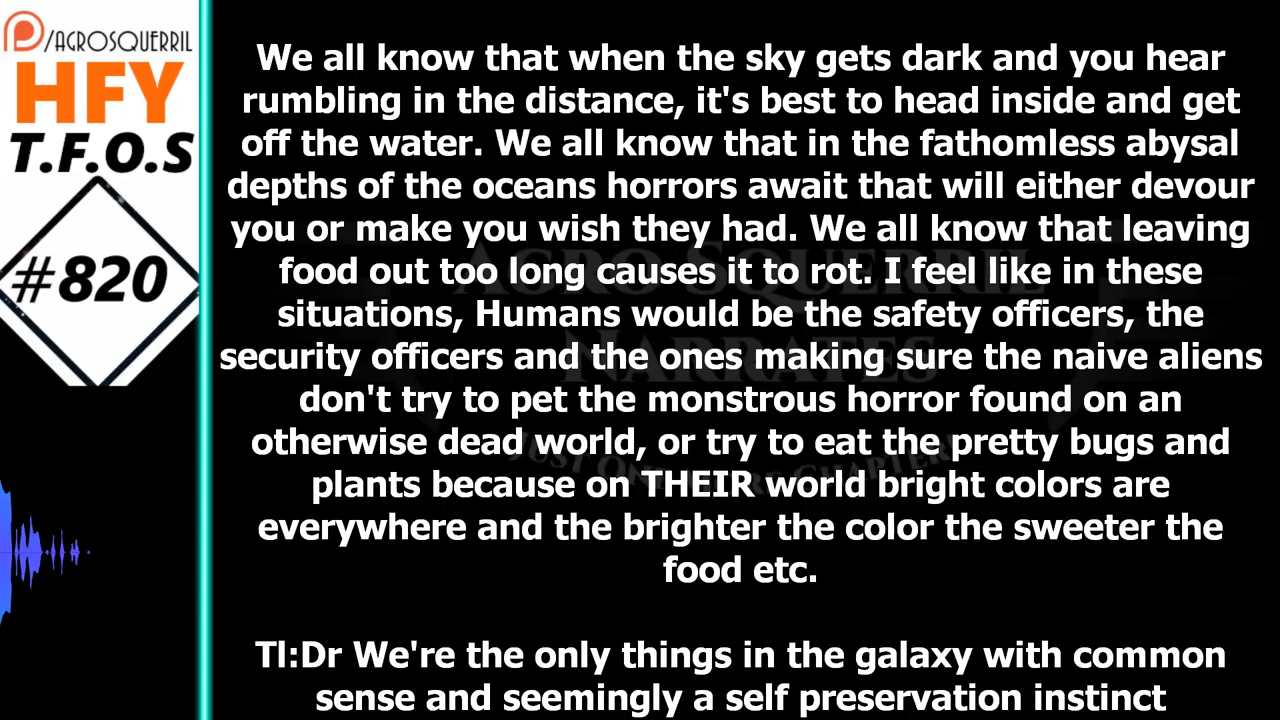 /AGROSQUERRIL
HFY
T.F.O.S
#820
We all know that when the sky gets dark and you hear
rumbling in the distance, it's best to head inside and get
off the water. We all know that in the fathomless abysal
depths of the oceans horrors await that will either devour
you or make you wish they had. We all know that leaving
food out too long causes it to rot. I feel like in these
situations, Humans would be the safety officers, the
security officers and the ones making sure the naive aliens
don't try to pet the monstrous horror found on an
otherwise dead world, or try to eat the pretty bugs and
plants because on THEIR world bright colors are
everywhere and the brighter the color the sweeter the
food etc.
Tl:Dr We're the only things in the galaxy with common
sense and seemingly a self preservation instinct
AGRO SQUERRIL
NARRATES
JUST ONE MORE CHAPTER